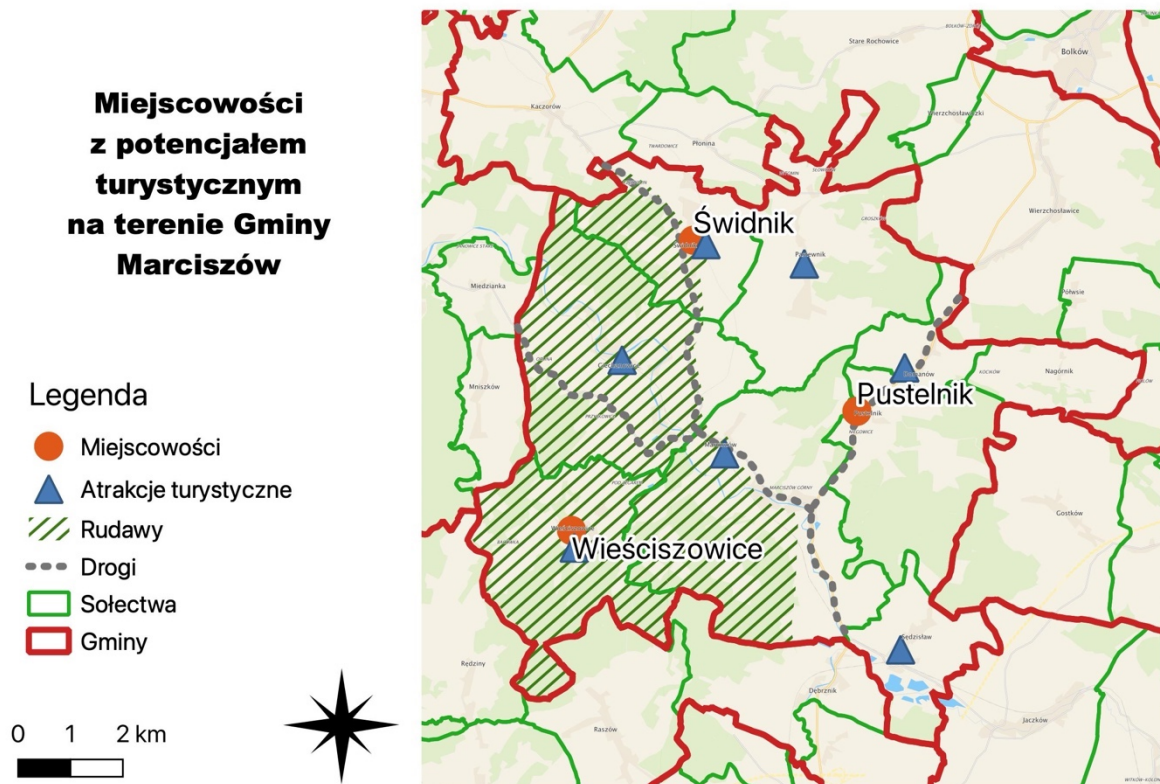 Miejscowości
z potencjałem
turystycznym
na terenie Gminy
Marciszów
Legenda
Miejscowości
Atrakcje turystyczne
Rudawy
Drogi
Sołectwa
Gminy
0 1 2 km
Stare Rochowice
Bolków
Kaczorów
Płonina
Świdnik
Wierzchosławice
Miedzianka
Półwsie
Mniszków
Nagórnik
Pustelnik
Pustelnik
MARCISZÓW GÓRNY
Gostków
Wieściszowice
Sędzisław
Rędziny
Dębrznik
Raszów
Jaczków